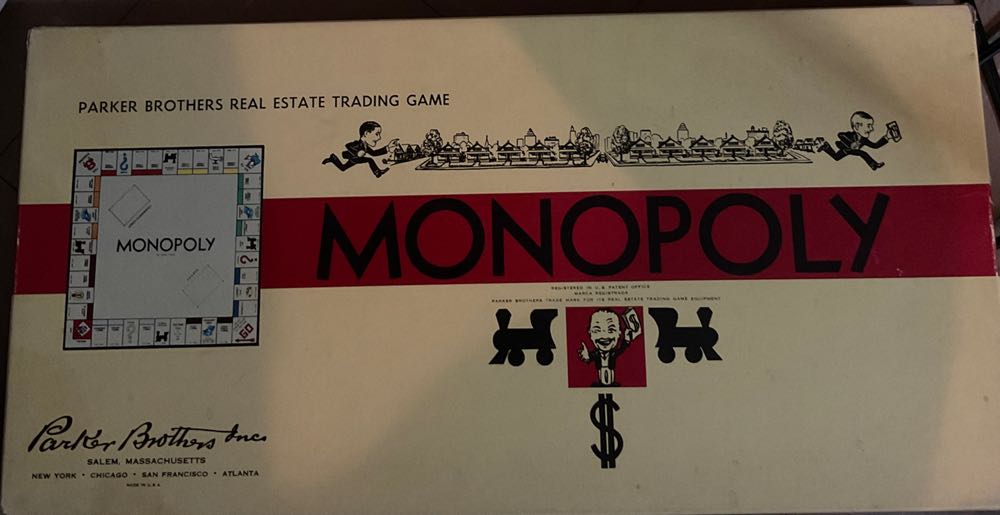 PARKER BROTHERS REAL ESTATE TRADING GAME
MONOPOLY
MONOPOLY
REGISTERED IN U.S. PATENT OFFICE
MARCA REGISTRADA
PARKER BROTHERS TRADE MARK FOR ITS REAL ESTATE TRADING GAME EQUIPMENT
GO
$
Parker Brothers Inc.
SALEM, MASSACHUSETTS
NEW YORK • CHICAGO • SAN FRANCISCO • ATLANTA
MADE IN U.S.A.